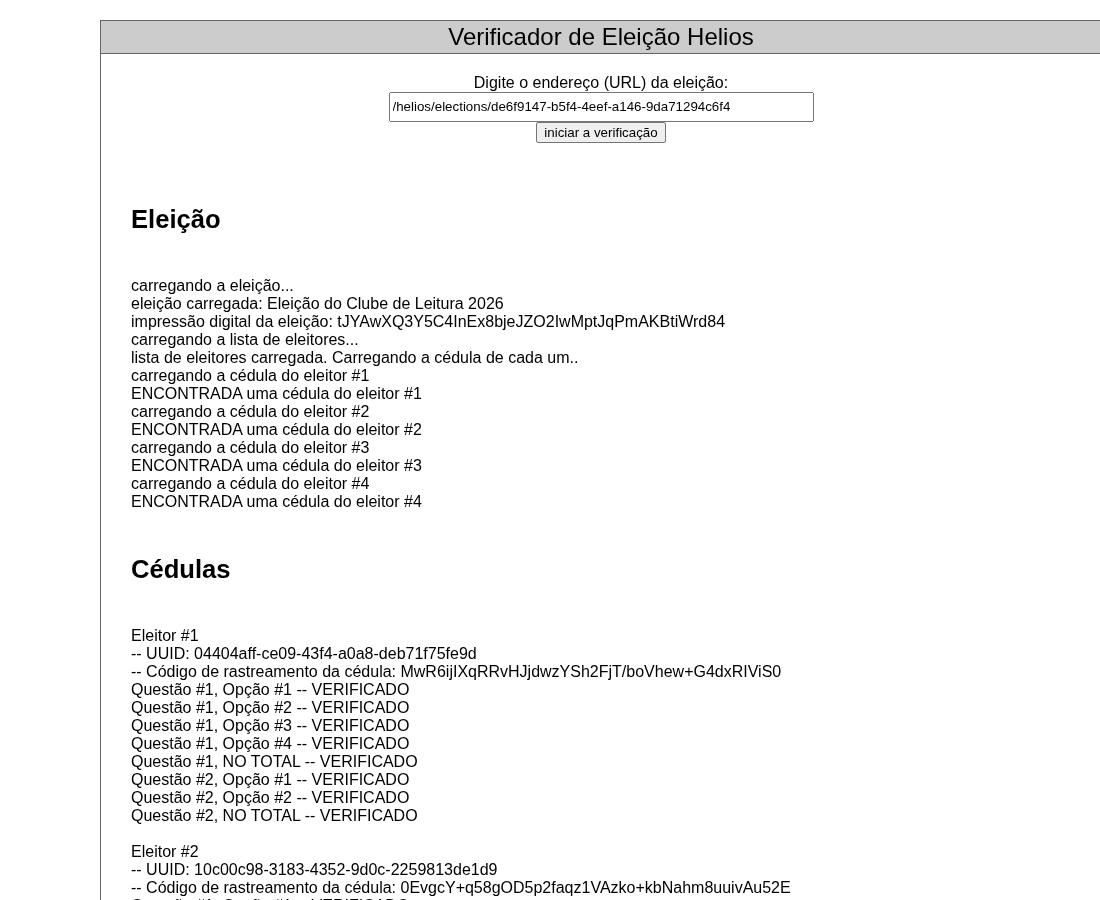 Verificador de Eleição Helios
Digite o endereço (URL) da eleição:
/helios/elections/de6f9147-b5f4-4eef-a146-9da71294c6f4
iniciar a verificação
Eleição
carregando a eleição...
eleição carregada: Eleição do Clube de Leitura 2026
impressão digital da eleição: tJYAwXQ3Y5C4InEx8bjeJZO2IwMptJqPmAKBtiWrd84
carregando a lista de eleitores...
lista de eleitores carregada. Carregando a cédula de cada um..
carregando a cédula do eleitor #1
ENCONTRADA uma cédula do eleitor #1
carregando a cédula do eleitor #2
ENCONTRADA uma cédula do eleitor #2
carregando a cédula do eleitor #3
ENCONTRADA uma cédula do eleitor #3
carregando a cédula do eleitor #4
ENCONTRADA uma cédula do eleitor #4
Cédulas
Eleitor #1
-- UUID: 04404aff-ce09-43f4-a0a8-deb71f75fe9d
-- Código de rastreamento da cédula: MwR6ijIXqRRvHJjdwzYSh2FjT/boVhew+G4dxRIViS0
Questão #1, Opção #1 -- VERIFICADO
Questão #1, Opção #2 -- VERIFICADO
Questão #1, Opção #3 -- VERIFICADO
Questão #1, Opção #4 -- VERIFICADO
Questão #1, NO TOTAL -- VERIFICADO
Questão #2, Opção #1 -- VERIFICADO
Questão #2, Opção #2 -- VERIFICADO
Questão #2, NO TOTAL -- VERIFICADO
Eleitor #2
-- UUID: 10c00c98-3183-4352-9d0c-2259813de1d9
-- Código de rastreamento da cédula: 0EvgcY+q58gOD5p2faqz1VAzko+kbNahm8uuivAu52E